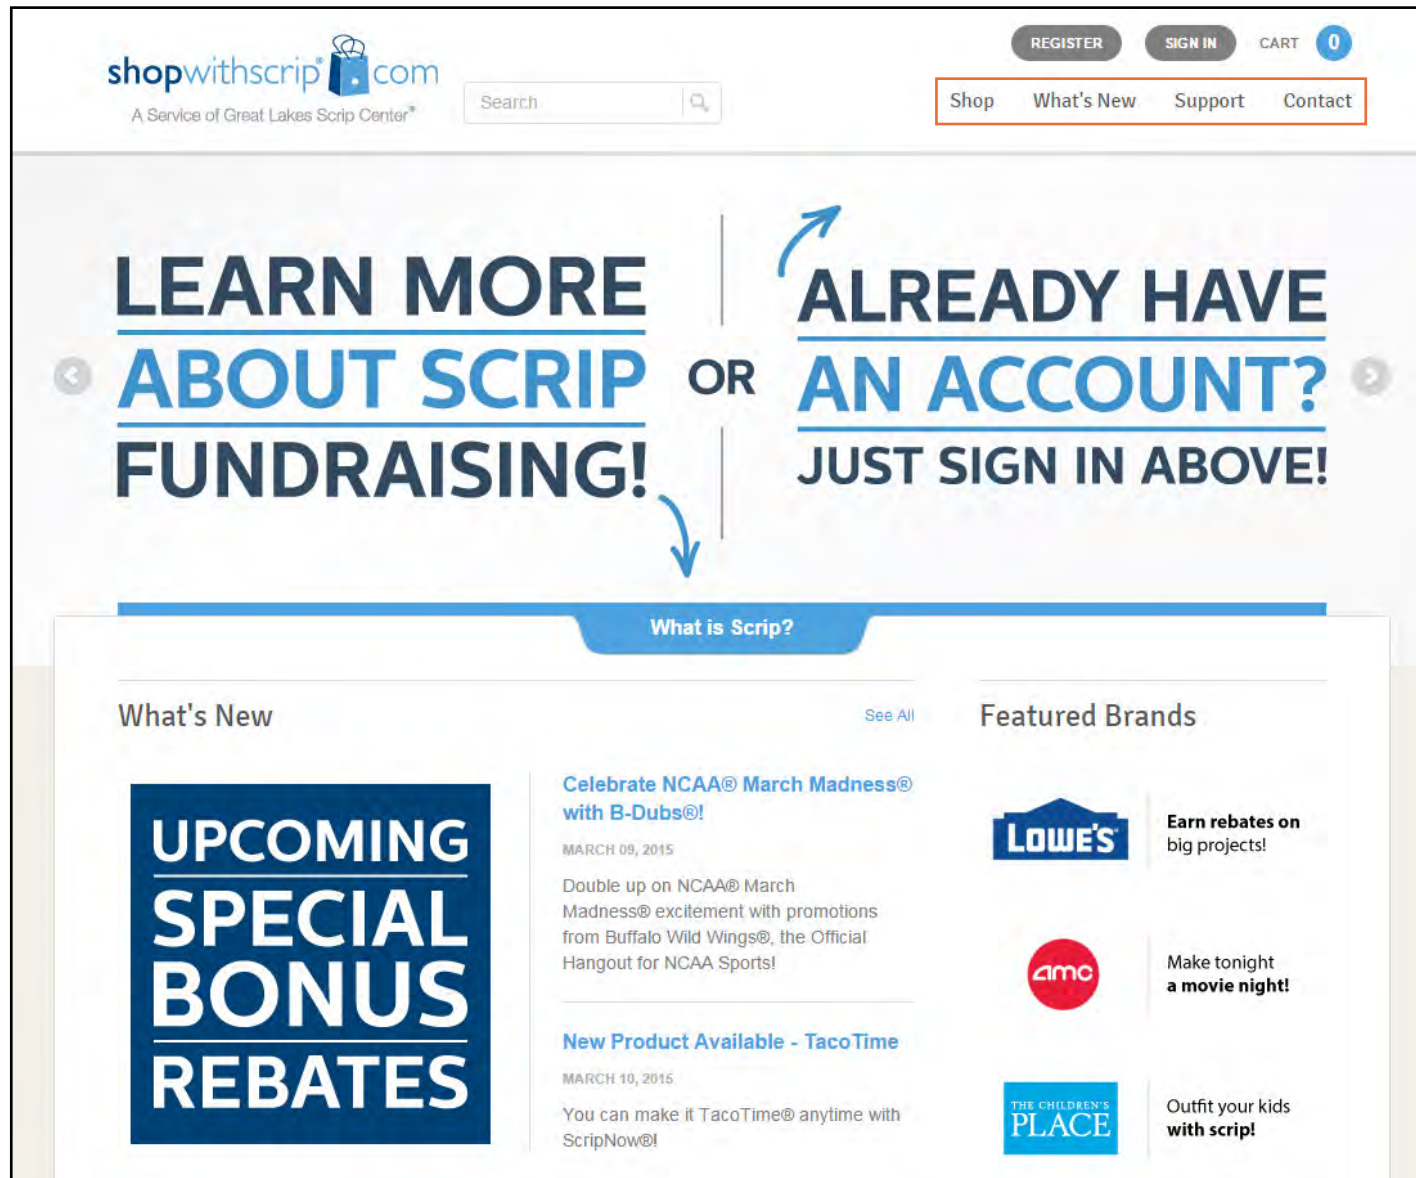 REGISTER
SIGN IN
CART
0
shopwithscrip® com
A Service of Great Lakes Scrip Center®
Search
Shop
What's New
Support
Contact
LEARN MORE
ABOUT SCRIP
FUNDRAISING!
OR
ALREADY HAVE
AN ACCOUNT?
JUST SIGN IN ABOVE!
What is Scrip?
What's New
See All
UPCOMING
SPECIAL
BONUS
REBATES
Celebrate NCAA® March Madness®
with B-Dubs®!
MARCH 09, 2015
Double up on NCAA® March
Madness® excitement with promotions
from Buffalo Wild Wings®, the Official
Hangout for NCAA Sports!
New Product Available - TacoTime
MARCH 10, 2015
You can make it TacoTime® anytime with
ScripNow®!
Featured Brands
LOWE'S
Earn rebates on
big projects!
amc
Make tonight
a movie night!
THE CHILDREN'S
PLACE
Outfit your kids
with scrip!